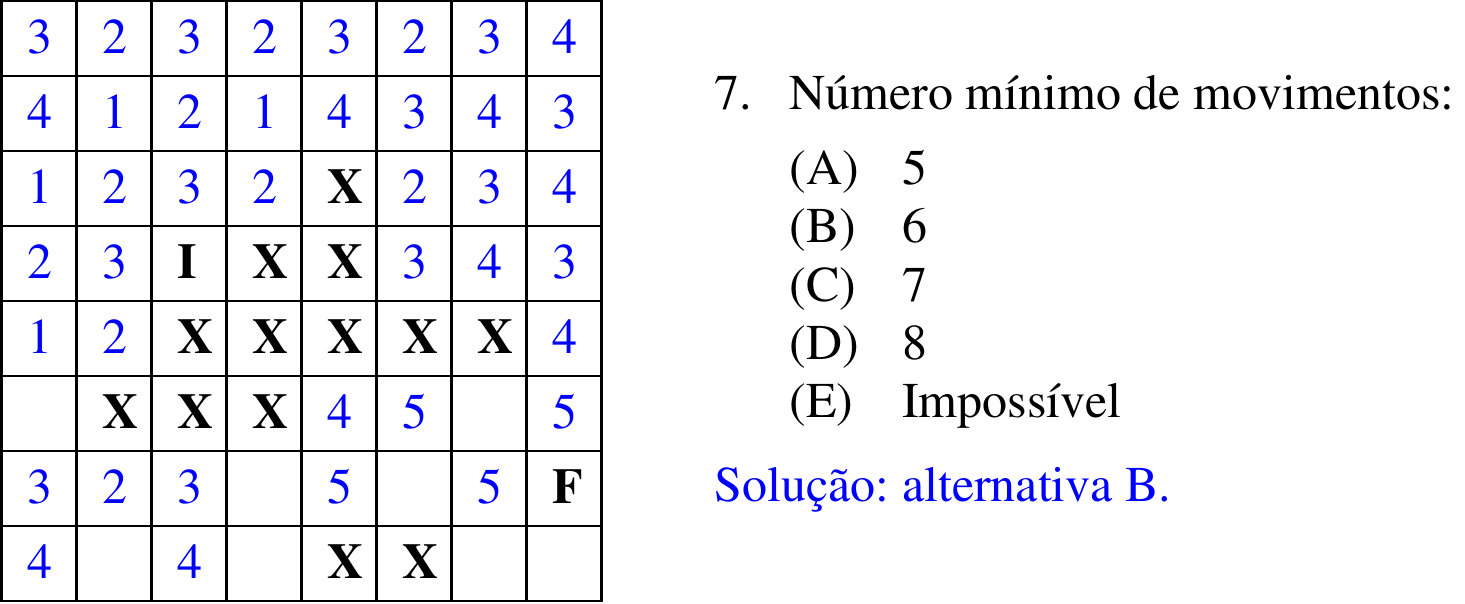 3 2 3 2 3 2 3 4
4 1 2 1 4 3 4 3
1 2 3 2 X 2 3 4
2 3 I X X 3 4 3
1 2 X X X X X 4
X X X 4 5 5
3 2 3 5 5 F
4 4 X X
7. Número mínimo de movimentos:
(A) 5
(B) 6
(C) 7
(D) 8
(E) Impossível
Solução: alternativa B.